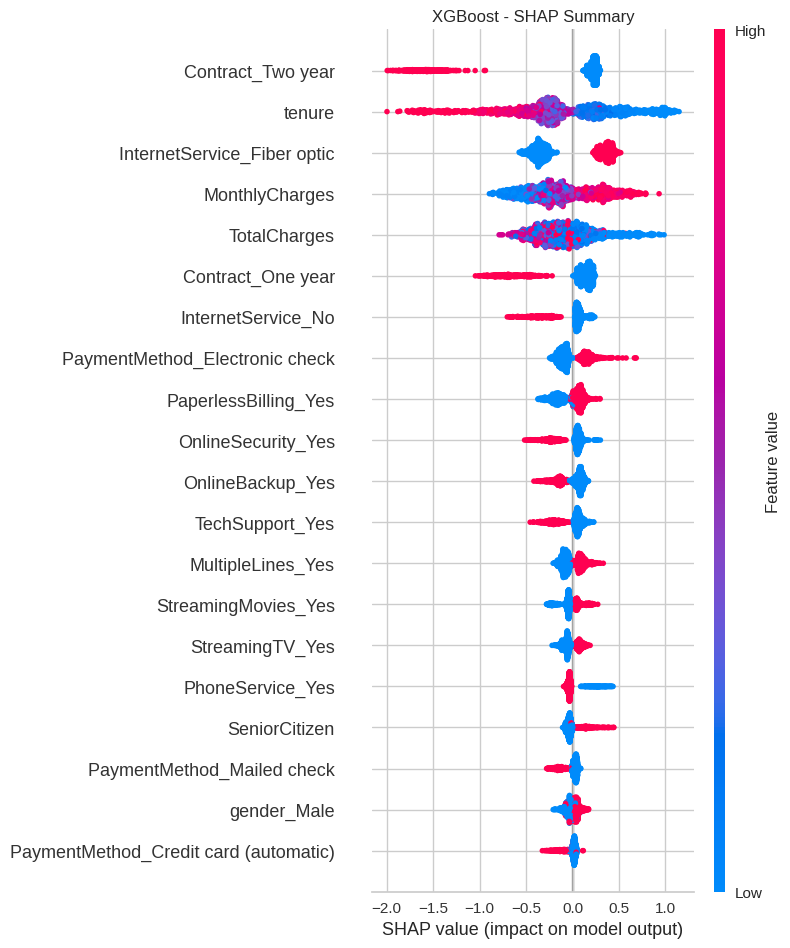 XGBoost - SHAP Summary
High
Contract_Two year
tenure
InternetService_Fiber optic
MonthlyCharges
TotalCharges
Contract_One year
InternetService_No
PaymentMethod_Electronic check
PaperlessBilling_Yes
OnlineSecurity_Yes
OnlineBackup_Yes
TechSupport_Yes
MultipleLines_Yes
StreamingMovies_Yes
StreamingTV_Yes
PhoneService_Yes
SeniorCitizen
PaymentMethod_Mailed check
gender_Male
PaymentMethod_Credit card (automatic)
Feature value
Low
−2.0 −1.5 −1.0 −0.5 0.0 0.5 1.0
SHAP value (impact on model output)